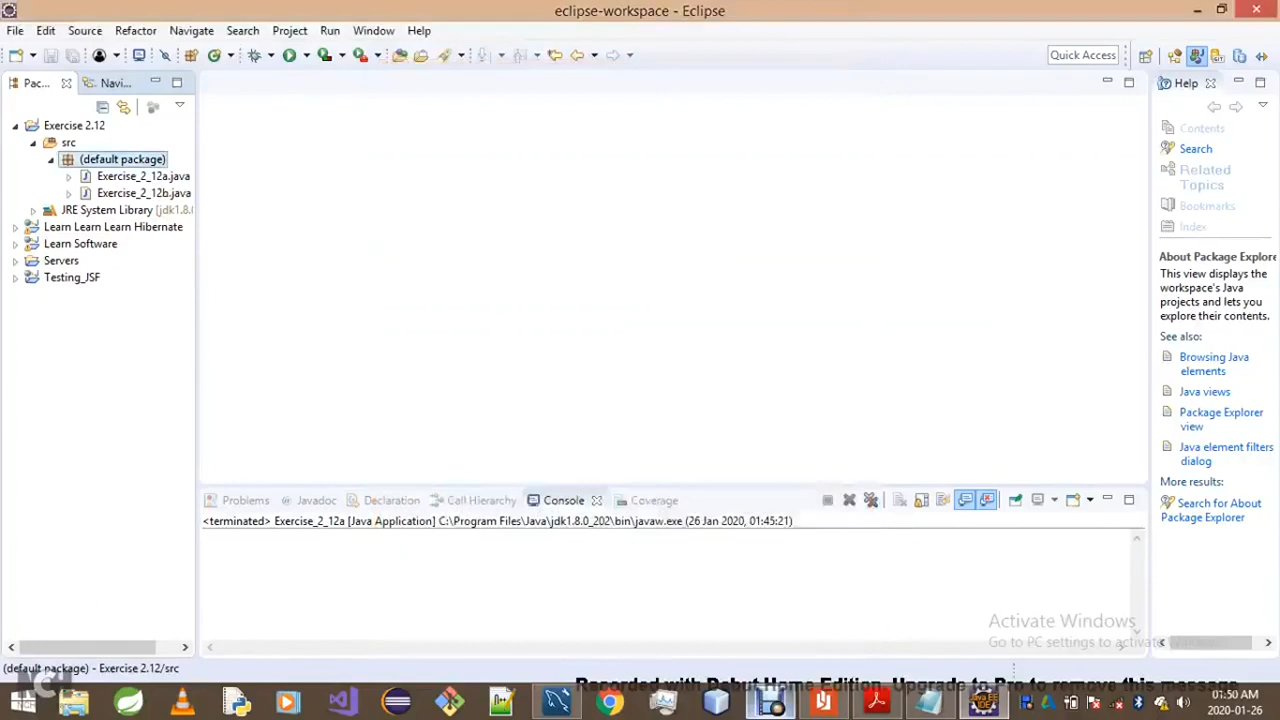 eclipse-workspace - Eclipse
File Edit Source Refactor Navigate Search Project Run Window Help
Quick Access
Pac...
Navi...
Exercise 2.12
src
(default package)
Exercise_2_12a.java
Exercise_2_12b.java
JRE System Library [jdk1.8.0
Learn Learn Learn Hibernate
Learn Software
Servers
Testing_JSF
Help
Contents
Search
Related
Topics
Bookmarks
Index
About Package Explore
This view displays the
workspace's Java
projects and lets you
explore their contents.
See also:
Browsing Java
elements
Java views
Package Explorer
view
Java element filters
dialog
More results:
Search for About
Package Explorer
Problems Javadoc Declaration Call Hierarchy Console Coverage
<terminated> Exercise_2_12a [Java Application] C:\Program Files\Java\jdk1.8.0_202\bin\javaw.exe (26 Jan 2020, 01:45:21)
Activate Windows
Go to PC settings to activate
(default package) - Exercise 2.12/src
NCH
Recorded with Debut Home Edition. Upgrade to Pro to remove this message
01:50 AM
2020-01-26